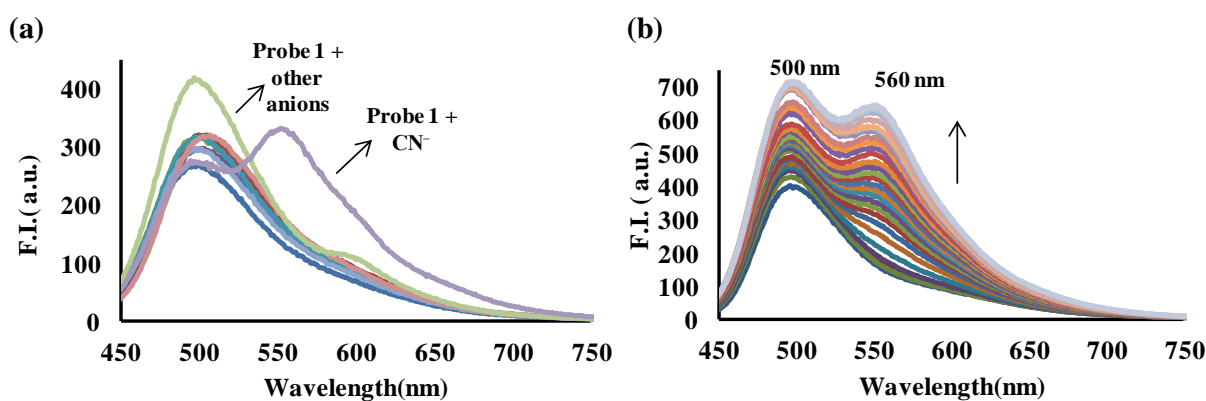 (a)
Probe 1 +
other
anions
Probe 1 +
CN⁻
F.I.( a.u.)
400
300
200
100
0
450 500 550 600 650 700 750
Wavelength(nm)
(b)
500 nm
560 nm
F.I.( a.u.)
700
600
500
400
300
200
100
0
450 500 550 600 650 700 750
Wavelength(nm)